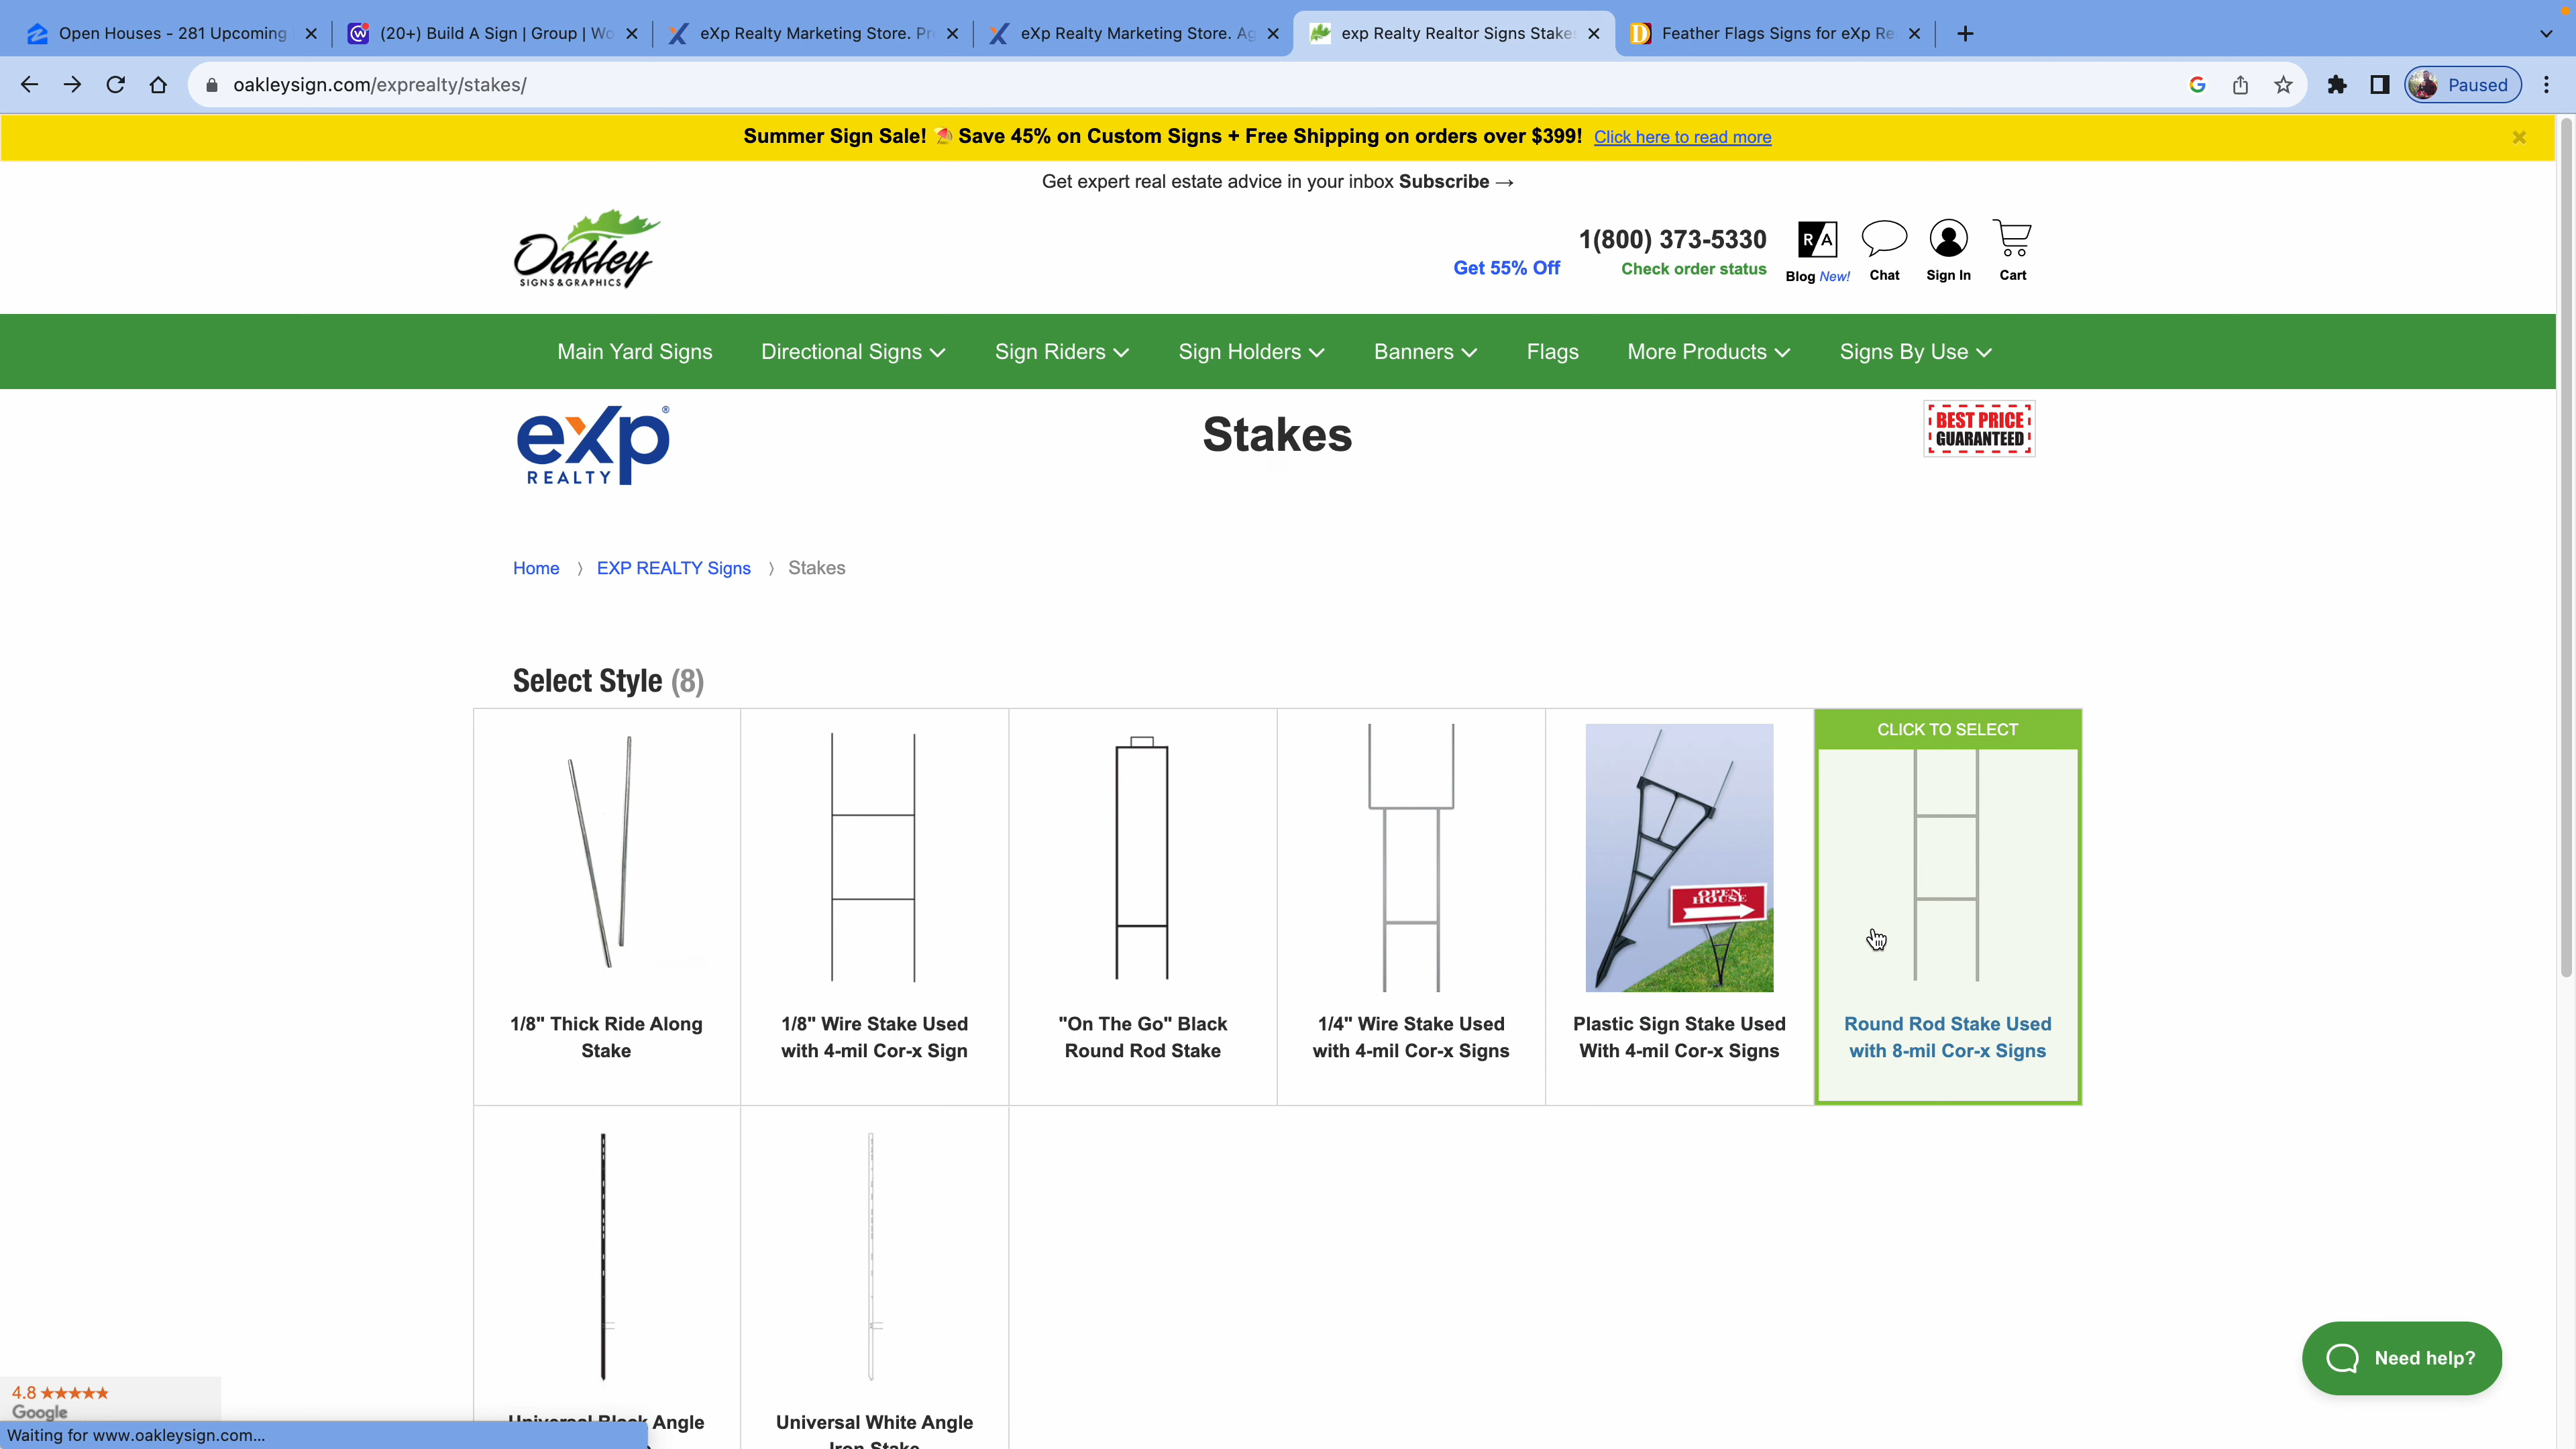 Open Houses - 281 Upcoming
(20+) Build A Sign | Group | Wo
eXp Realty Marketing Store. Pr
eXp Realty Marketing Store. Ag
exp Realty Realtor Signs Stakes
Feather Flags Signs for eXp Re
oakleysign.com/exprealty/stakes/
Paused
Summer Sign Sale! 🏖️ Save 45% on Custom Signs + Free Shipping on orders over $399! Click here to read more
Get expert real estate advice in your inbox Subscribe →
Oakley
SIGNS & GRAPHICS
1(800) 373-5330
Get 55% Off
Check order status
R/A
Blog New!
Chat
Sign In
Cart
Main Yard Signs
Directional Signs
Sign Riders
Sign Holders
Banners
Flags
More Products
Signs By Use
exp®
REALTY
Stakes
BEST PRICE
GUARANTEED
Home 〉 EXP REALTY Signs 〉 Stakes
Select Style (8)
CLICK TO SELECT
OPEN
HOUSE
1/8" Thick Ride Along
Stake
1/8" Wire Stake Used
with 4-mil Cor-x Sign
"On The Go" Black
Round Rod Stake
1/4" Wire Stake Used
with 4-mil Cor-x Signs
Plastic Sign Stake Used
With 4-mil Cor-x Signs
Round Rod Stake Used
with 8-mil Cor-x Signs
Universal Black Angle
Universal White Angle
Iron Stake
4.8 ★★★★★
Google
Waiting for www.oakleysign.com...
Need help?